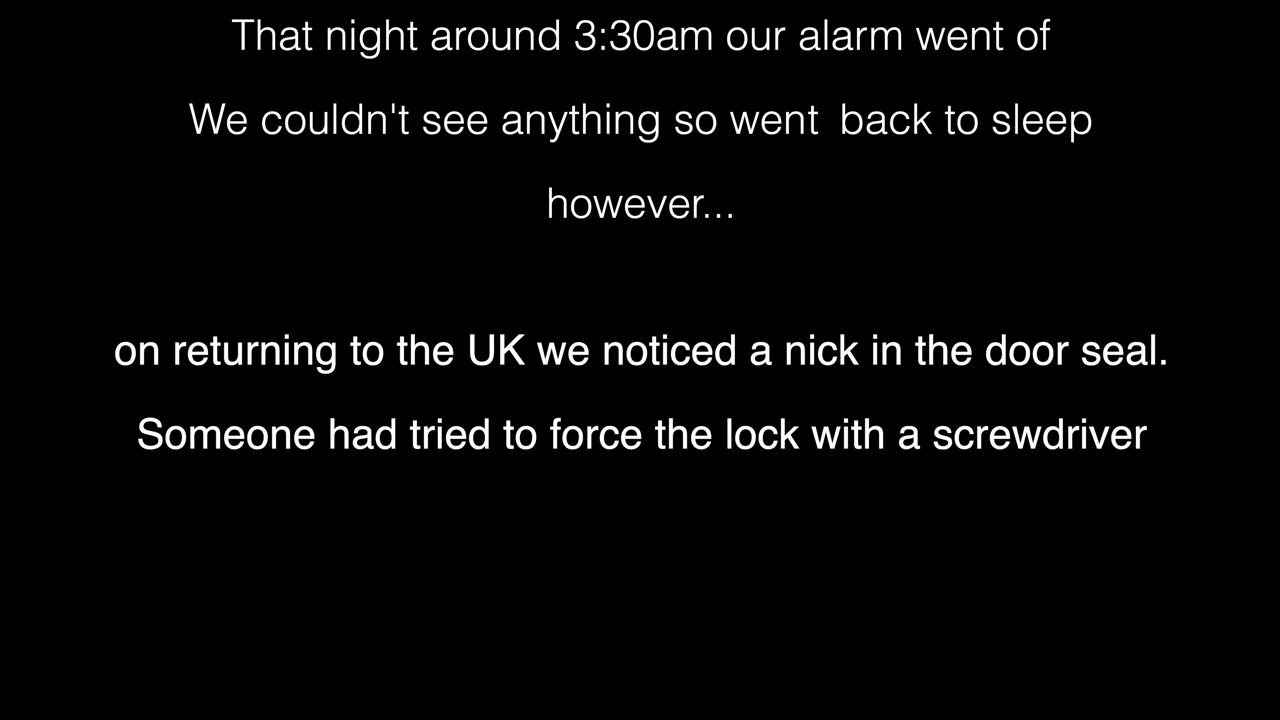 That night around 3:30am our alarm went of
We couldn't see anything so went  back to sleep
however...
on returning to the UK we noticed a nick in the door seal.
Someone had tried to force the lock with a screwdriver